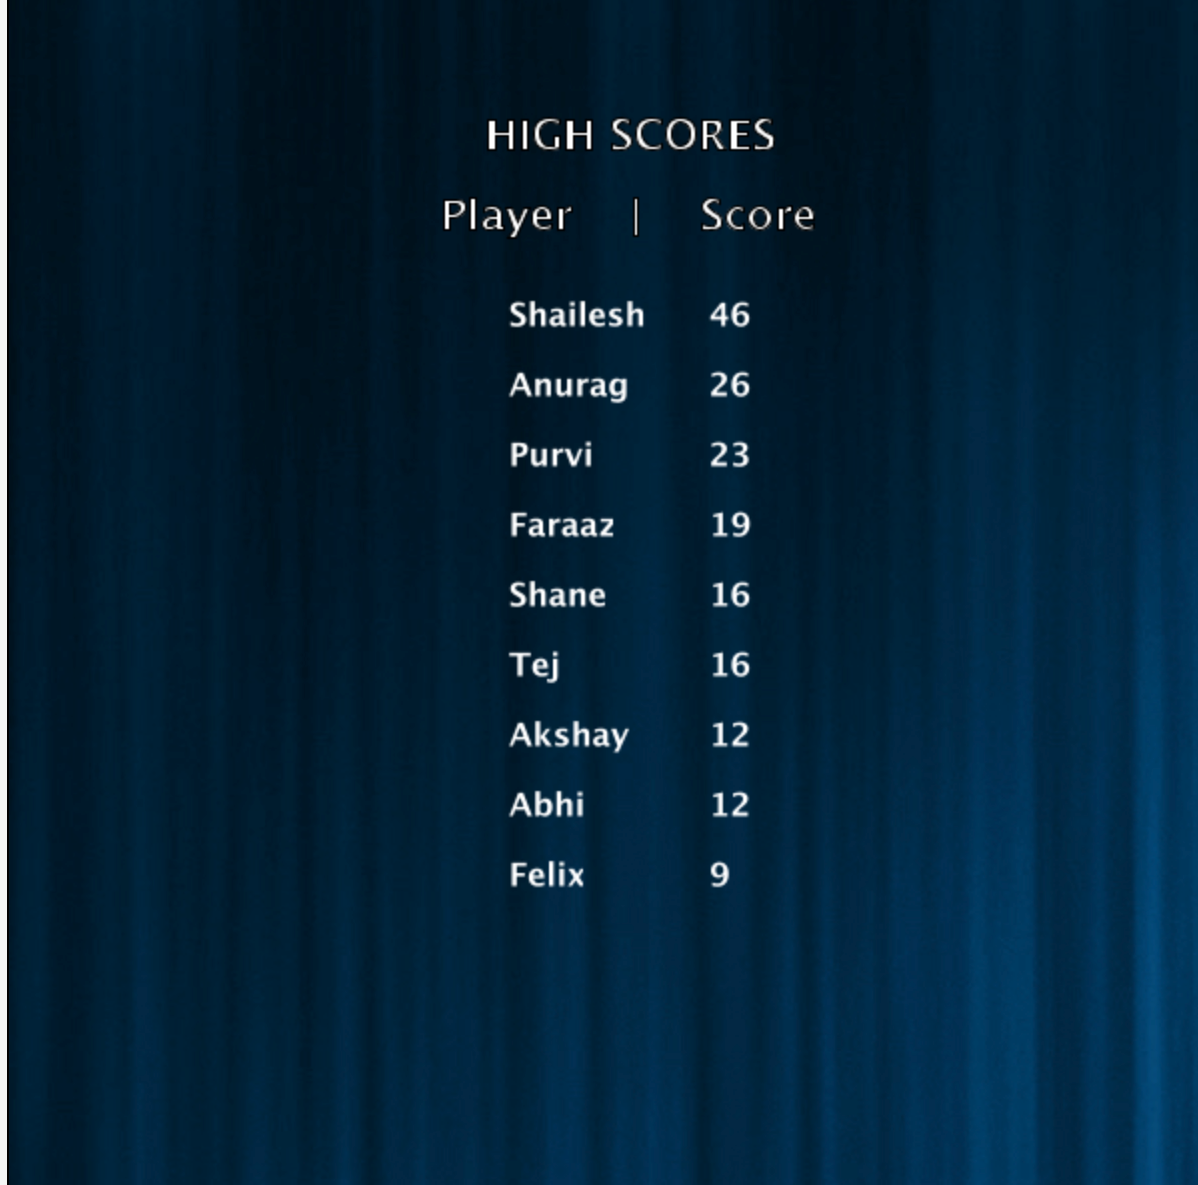 HIGH SCORES
Player | Score
Shailesh 46
Anurag 26
Purvi 23
Faraaz 19
Shane 16
Tej 16
Akshay 12
Abhi 12
Felix 9